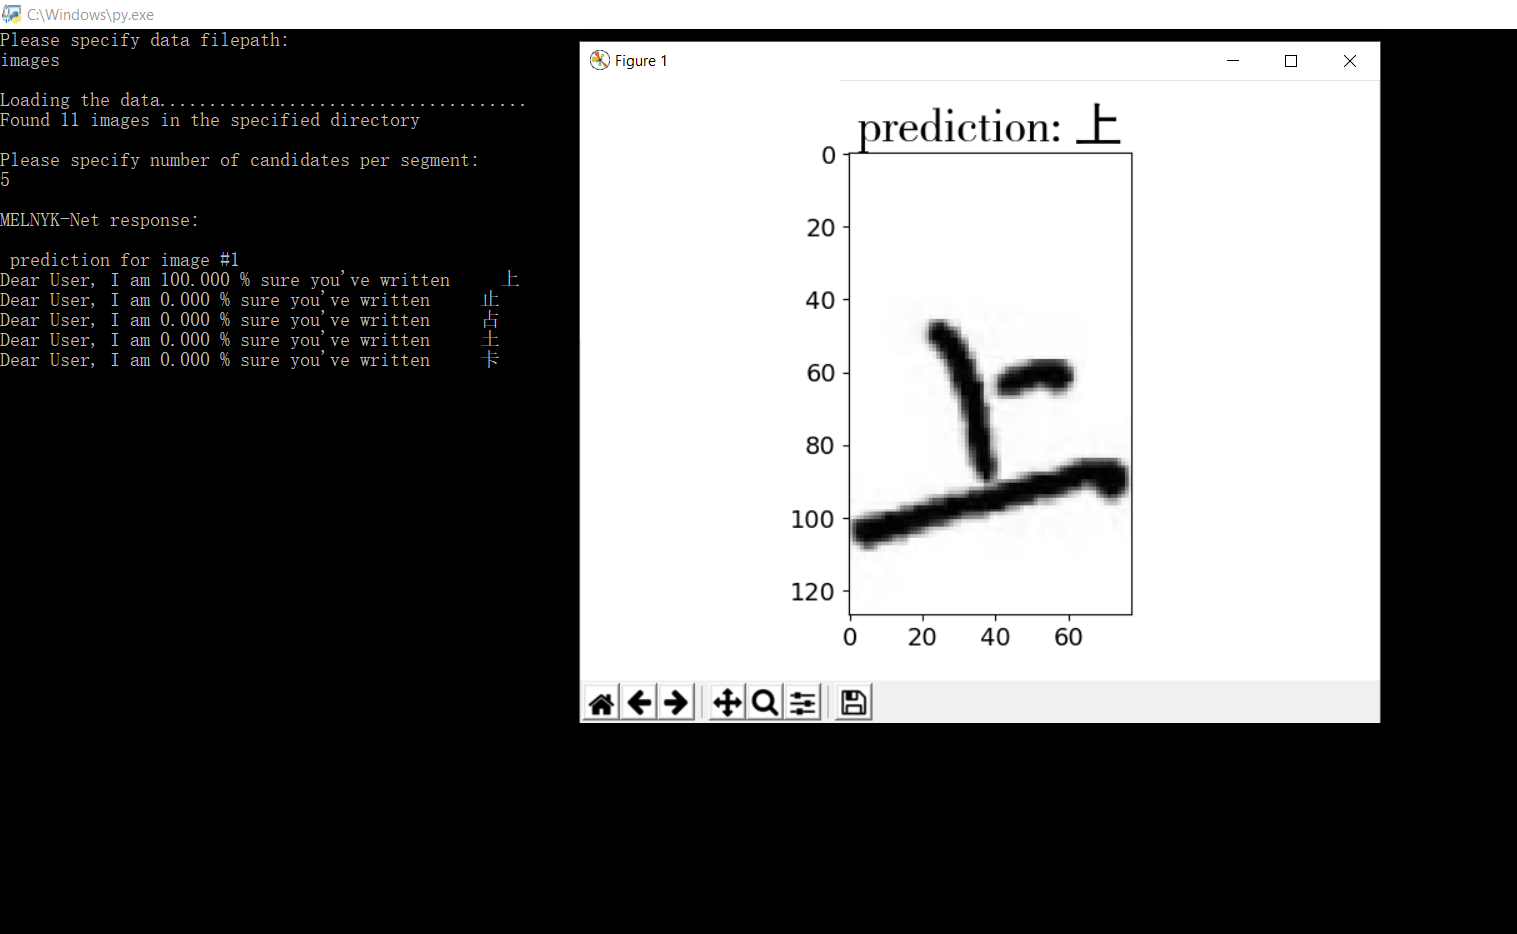 C:\Windows\py.exe
Please specify data filepath:
images
Loading the data.....................................
Found 11 images in the specified directory
Please specify number of candidates per segment:
5
MELNYK-Net response:
prediction for image #1
Dear User, I am 100.000 % sure you've written 上
Dear User, I am 0.000 % sure you've written 止
Dear User, I am 0.000 % sure you've written 占
Dear User, I am 0.000 % sure you've written 土
Dear User, I am 0.000 % sure you've written 卡
Figure 1
prediction: 上
0
20
40
60
80
100
120
上
0 20 40 60